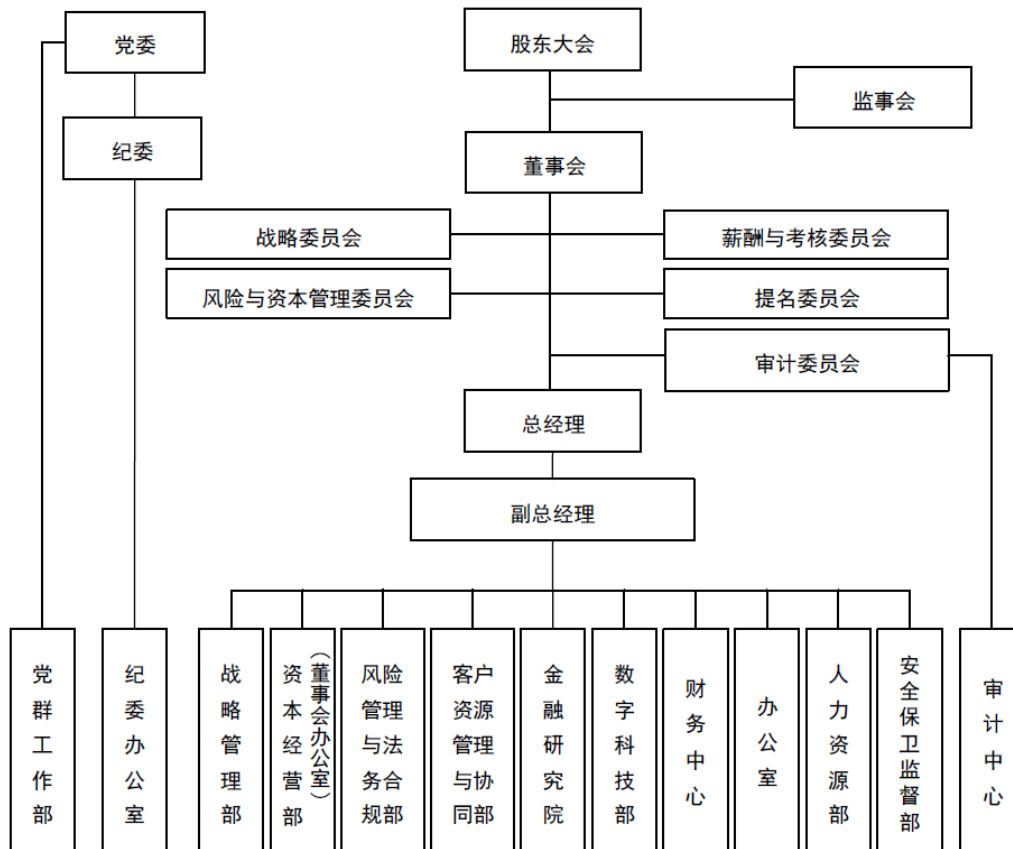 党委
股东大会
监事会
纪委
董事会
战略委员会
薪酬与考核委员会
风险与资本管理委员会
提名委员会
审计委员会
总经理
副总经理
党群工作部
纪委办公室
战略管理部
资本经营部
（董事会办公室）
风险管理与法务合规部
客户资源管理与协同部
金融研究院
数字科技部
财务中心
办公室
人力资源部
安全保卫监督部
审计中心